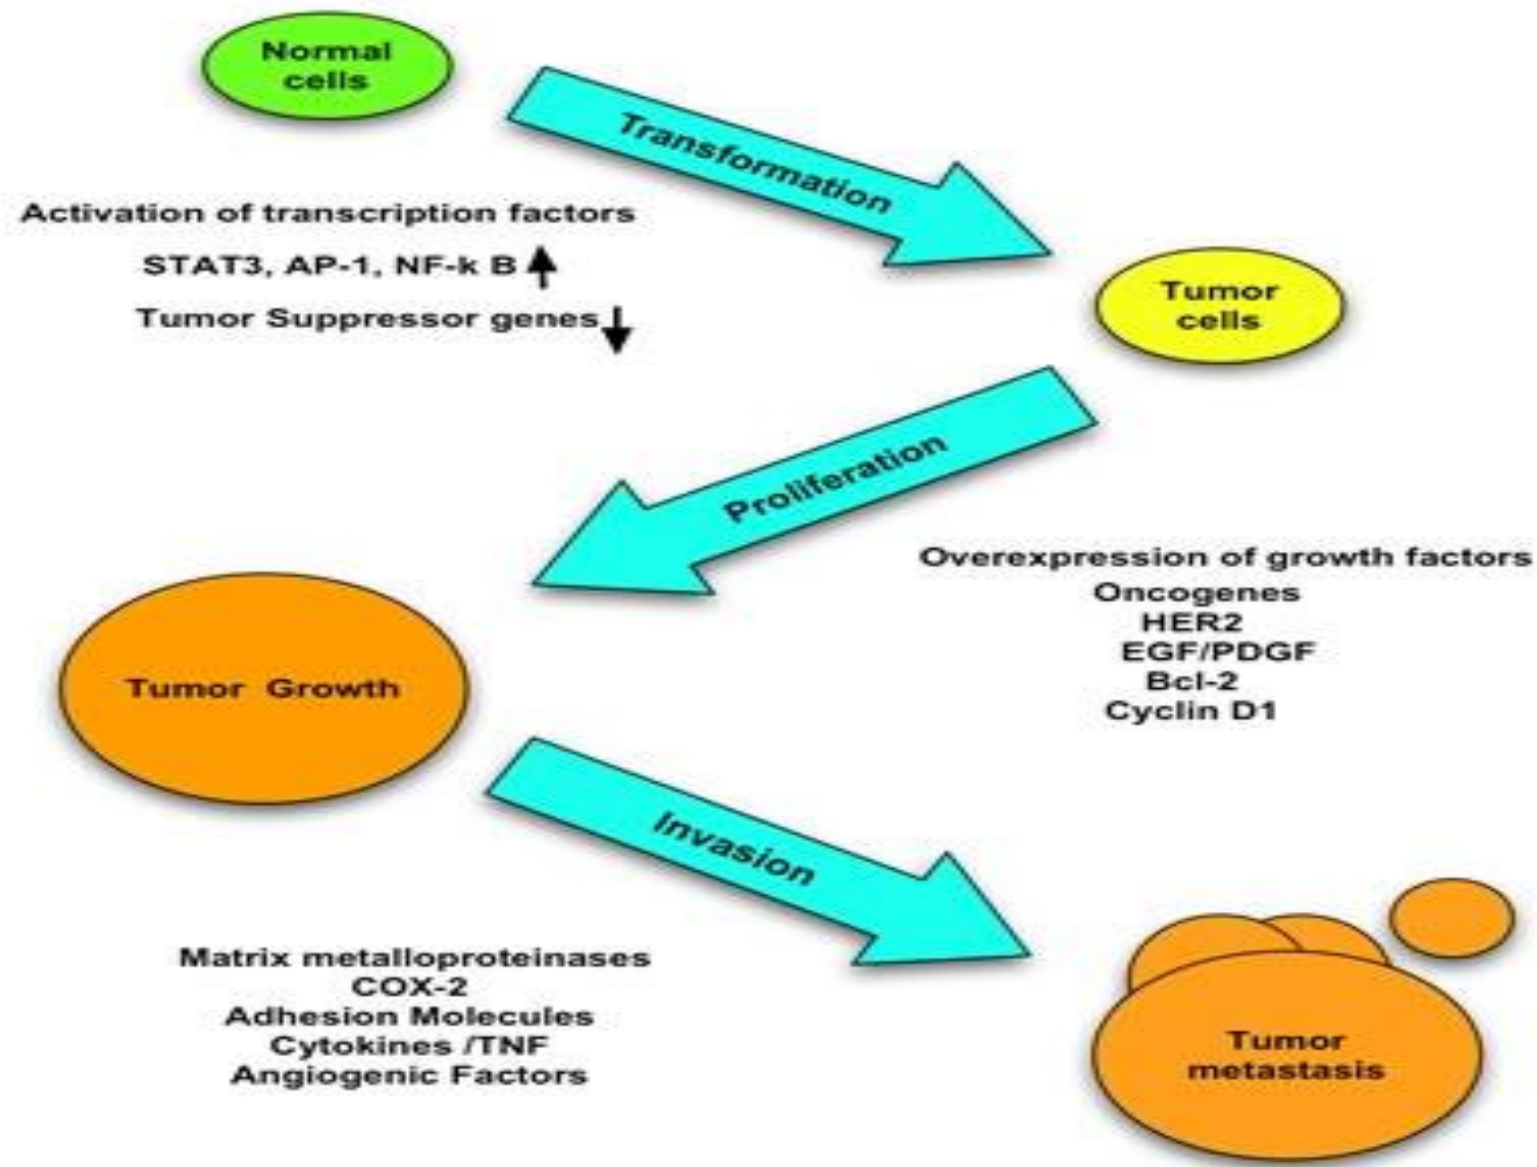 Normal
cells
Transformation
Activation of transcription factors
STAT3, AP-1, NF-k B
Tumor Suppressor genes
Tumor
cells
Proliferation
Overexpression of growth factors
Oncogenes
HER2
EGF/PDGF
Bcl-2
Cyclin D1
Tumor Growth
Invasion
Matrix metalloproteinases
COX-2
Adhesion Molecules
Cytokines /TNF
Angiogenic Factors
Tumor
metastasis